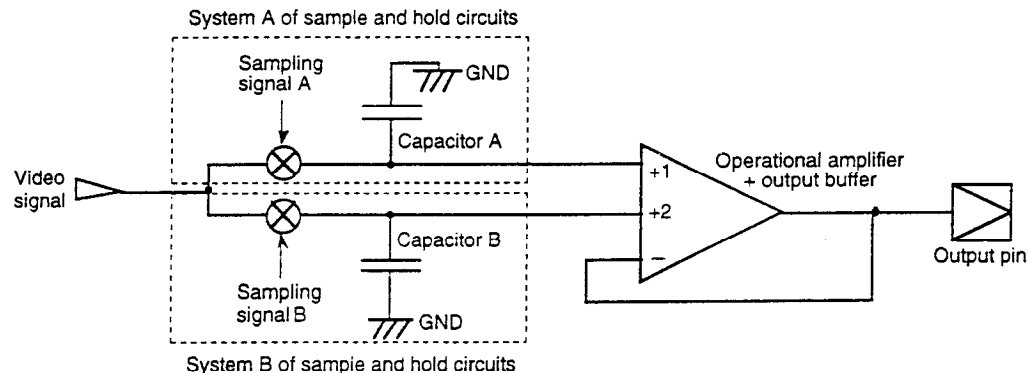 System A of sample and hold circuits
Sampling
signal A
GND
Capacitor A
Video
signal
+1
+2
−
Operational amplifier
+ output buffer
Output pin
Capacitor B
Sampling
signal B
GND
System B of sample and hold circuits